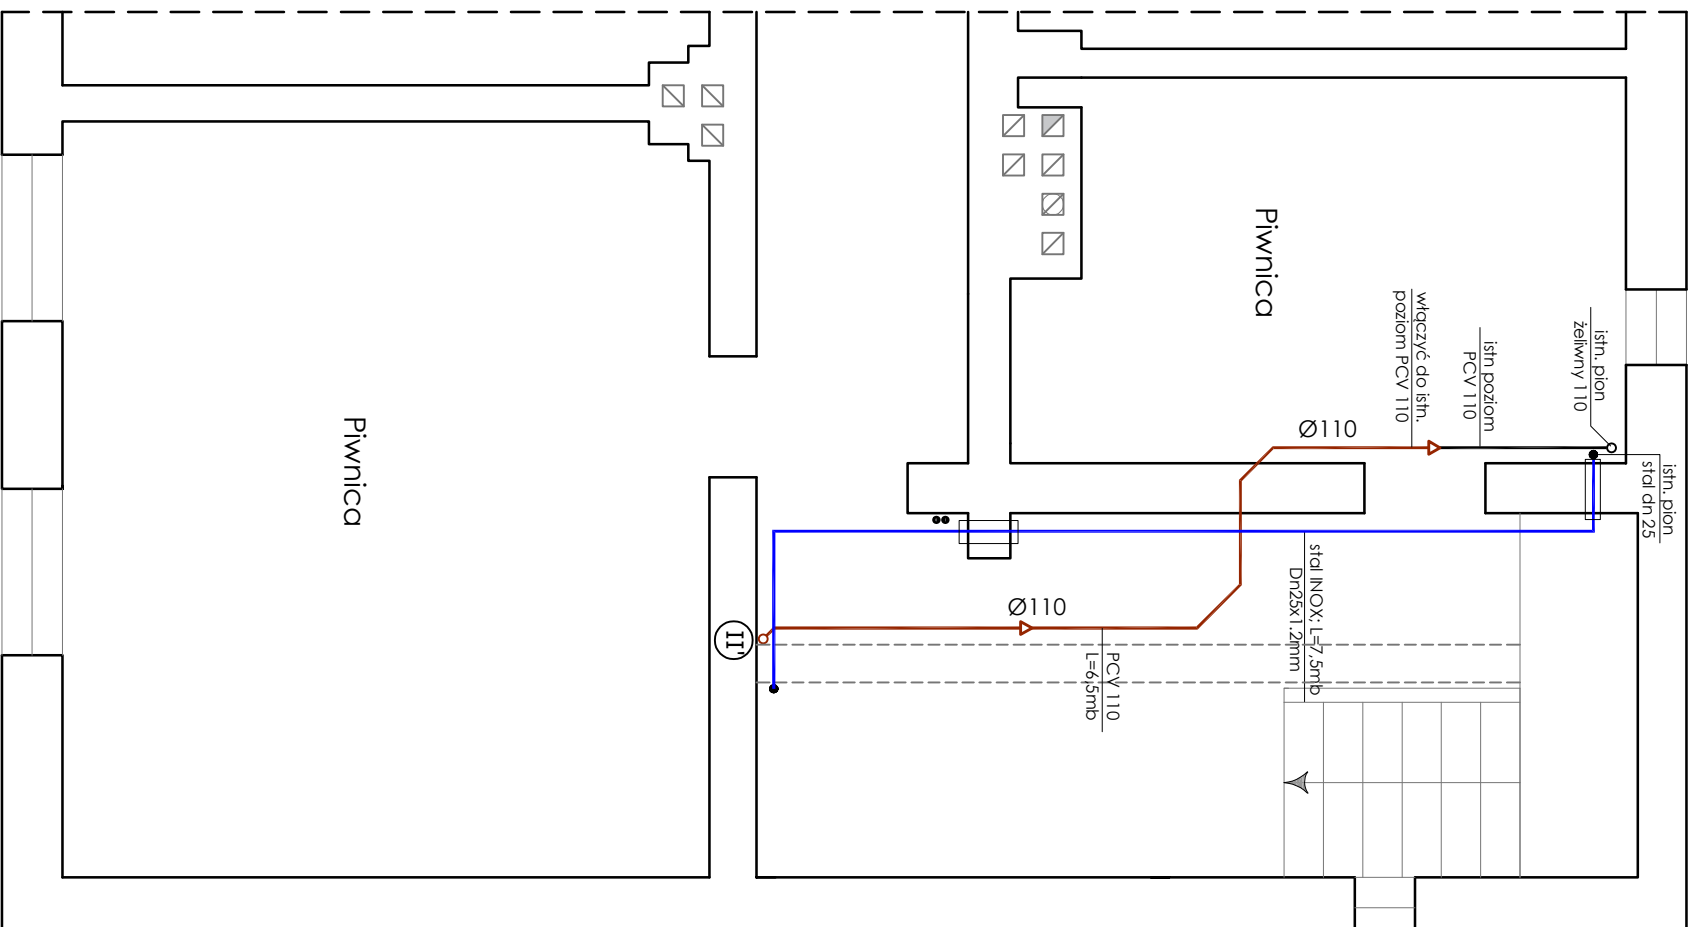 Piwnica
Piwnica
włączyć do istn.
poziom PCV 110
istn poziom
PCV 110
istn. pion
żeliwny 110
istn. pion
stal dn 25
Ø110
Ø110
stal INOX; L=7,5mb
Dn25x1.2mm
PCV 110
L=6,5mb
II'